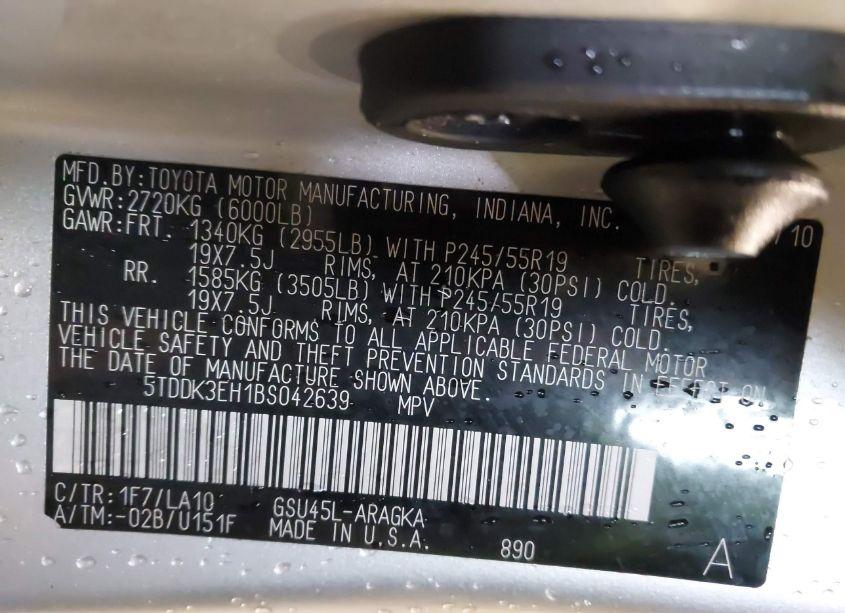 MFD.BY:TOYOTA MOTOR MANUFACTURING, INDIANA, INC. /10
GVWR:2720KG (6000LB)
GAWR:FRT. 1340KG (2955LB) WITH P245/55R19 TIRES,
19X7.5J RIMS, AT 210KPA (30PSI) COLD.
RR. 1585KG (3505LB) WITH P245/55R19 TIRES,
19X7.5J RIMS, AT 210KPA (30PSI) COLD.
THIS VEHICLE CONFORMS TO ALL APPLICABLE FEDERAL MOTOR
VEHICLE SAFETY AND THEFT PREVENTION STANDARDS IN EFFECT ON
THE DATE OF MANUFACTURE SHOWN ABOVE.
5TDDK3EH1BS042639 MPV
C/TR:1F7/LA10 GSU45L-ARAGKA
A/TM:-02B/U151F MADE IN U.S.A. 890 A